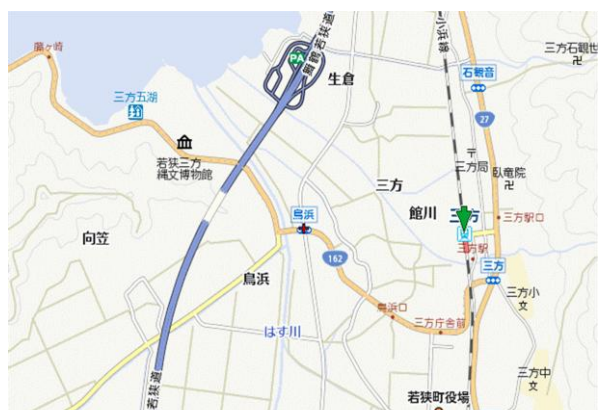 藤ヶ崎
三方五湖
PA
舞鶴若狭道
生倉
小浜線
石観音
三方石観世
27
若狭三方
縄文博物館
三方局
臥竜院
三方
館川
三方
三方駅口
三方駅
向笠
鳥浜
162
鳥浜
三方
はす川
鳥浜口
三方庁舎前
三方小
文
三方中
文
若狭道
若狭町役場